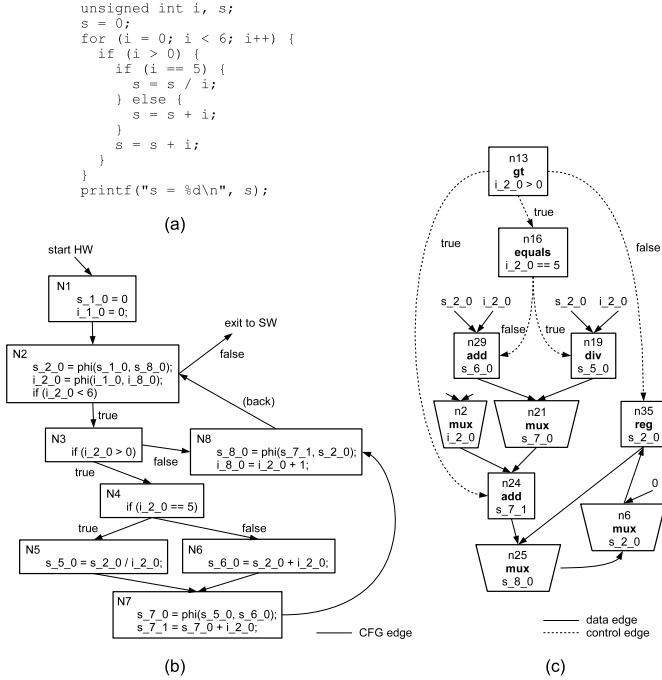 unsigned int i, s;
s = 0;
for (i = 0; i < 6; i++) {
if (i > 0) {
if (i == 5) {
s = s / i;
} else {
s = s + i;
}
s = s + i;
}
}
printf("s = %d\n", s);
(a)
start HW
N1
s_1_0 = 0
i_1_0 = 0;
exit to SW
false
N2
s_2_0 = phi(s_1_0, s_8_0);
i_2_0 = phi(i_1_0, i_8_0);
if (i_2_0 < 6)
true
(back)
N3
if (i_2_0 > 0)
false
true
N8
s_8_0 = phi(s_7_1, s_2_0);
i_8_0 = i_2_0 + 1;
N4
if (i_2_0 == 5)
true
false
N5
s_5_0 = s_2_0 / i_2_0;
N6
s_6_0 = s_2_0 + i_2_0;
N7
s_7_0 = phi(s_5_0, s_6_0);
s_7_1 = s_7_0 + i_2_0;
CFG edge
(b)
n13
gt
i_2_0 > 0
true
true
false
n16
equals
i_2_0 == 5
s_2_0 i_2_0
s_2_0 i_2_0
false
true
n29
add
s_6_0
n19
div
s_5_0
n2
mux
i_2_0
n21
mux
s_7_0
n35
reg
s_2_0
n24
add
s_7_1
0
n6
mux
s_2_0
n25
mux
s_8_0
data edge
control edge
(c)